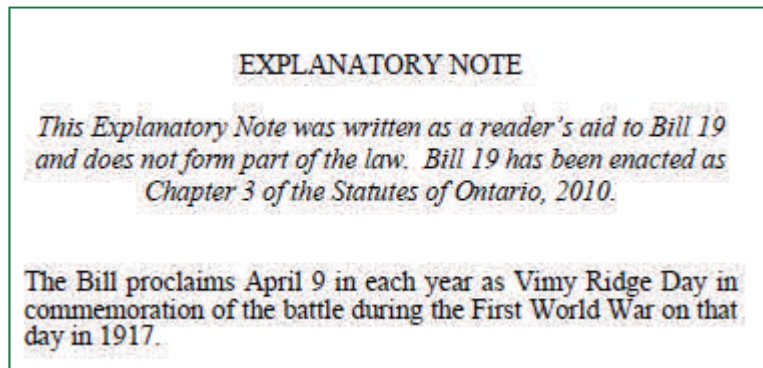 EXPLANATORY NOTE
This Explanatory Note was written as a reader's aid to Bill 19
and does not form part of the law.  Bill 19 has been enacted as
Chapter 3 of the Statutes of Ontario, 2010.
The Bill proclaims April 9 in each year as Vimy Ridge Day in
commemoration of the battle during the First World War on that
day in 1917.